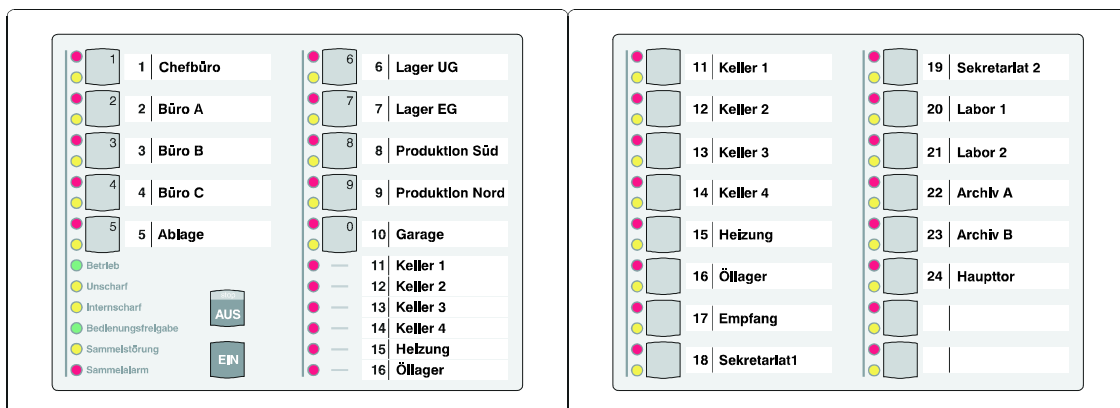 1 1 Chefbüro
2 2 Büro A
3 3 Büro B
4 4 Büro C
5 5 Ablage
Betrieb
Unscharf
Internscharf
Bedienungsfreigabe
Sammelstörung
Sammelalarm
AUS
EIN
6 6 Lager UG
7 7 Lager EG
8 8 Produktion Süd
9 9 Produktion Nord
0 10 Garage
11 Keller 1
12 Keller 2
13 Keller 3
14 Keller 4
15 Heizung
16 Öllager
11 Keller 1
12 Keller 2
13 Keller 3
14 Keller 4
15 Heizung
16 Öllager
17 Empfang
18 Sekretariat1
19 Sekretariat 2
20 Labor 1
21 Labor 2
22 Archiv A
23 Archiv B
24 Haupttor